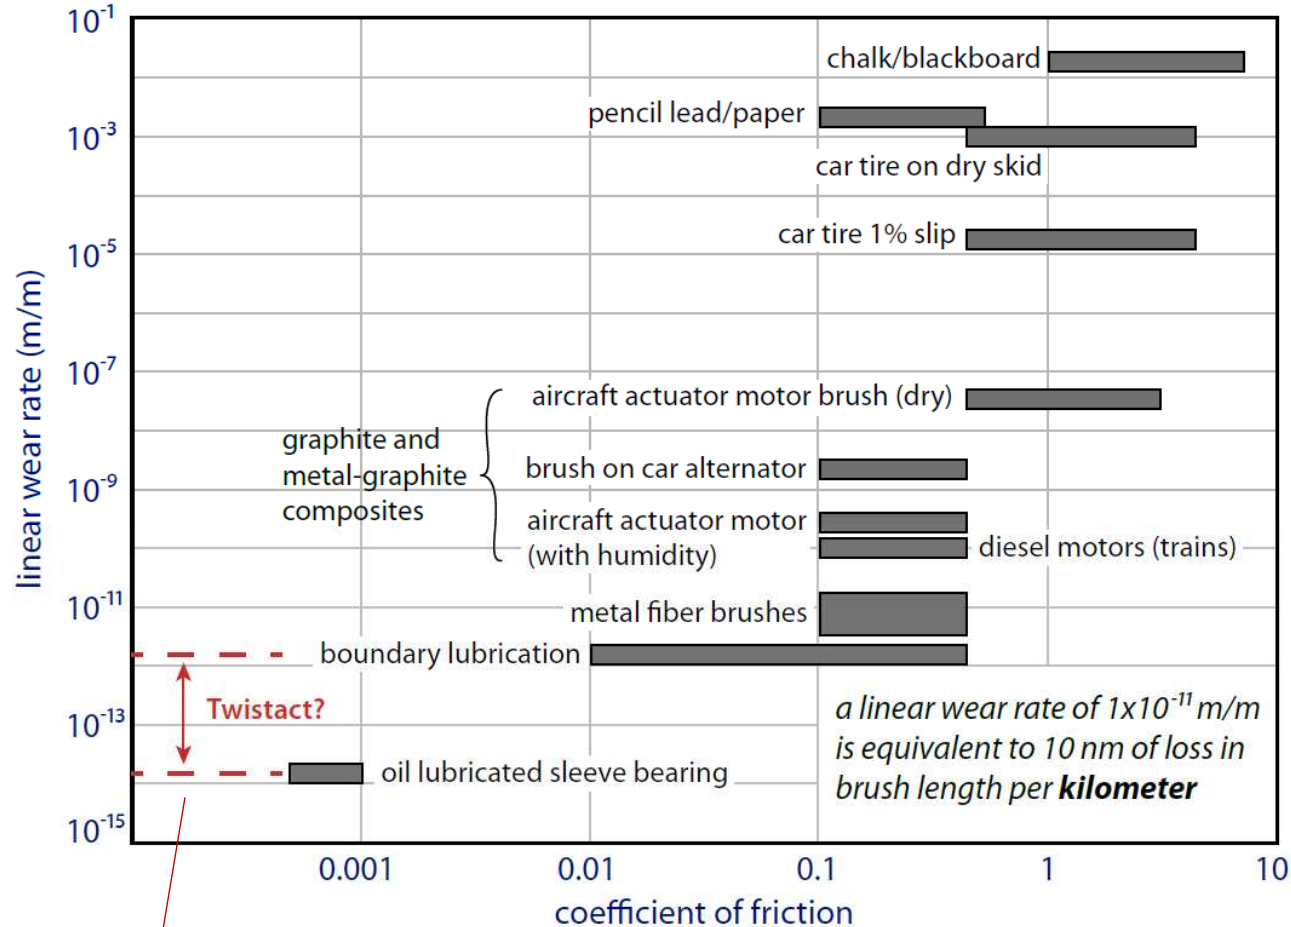 10-1
chalk/blackboard
pencil lead/paper
10-3
car tire on dry skid
car tire 1% slip
10-5
linear wear rate (m/m)
10-7
aircraft actuator motor brush (dry)
graphite and
metal-graphite
composites
brush on car alternator
10-9
aircraft actuator motor
(with humidity)
diesel motors (trains)
10-11
metal fiber brushes
boundary lubrication
Twistact?
10-13
a linear wear rate of 1x10-11 m/m
is equivalent to 10 nm of loss in
brush length per kilometer
oil lubricated sleeve bearing
10-15
0.001 0.01 0.1 1 10
coefficient of friction